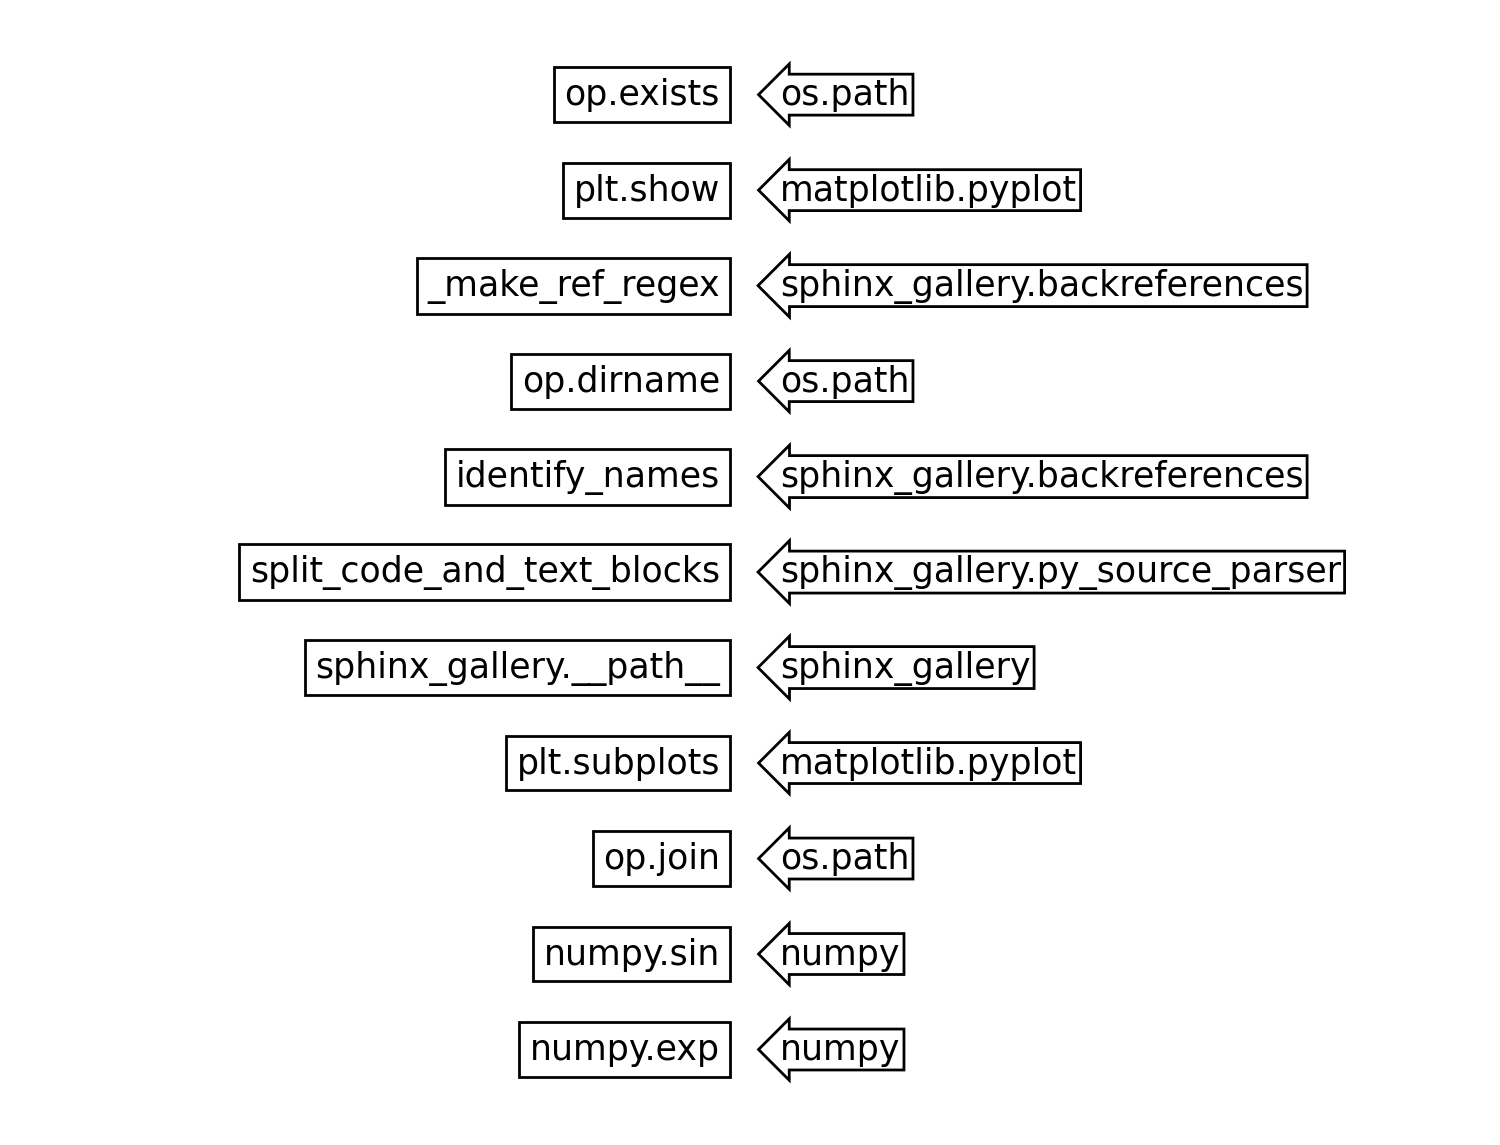 op.exists os.path
plt.show matplotlib.pyplot
_make_ref_regex sphinx_gallery.backreferences
op.dirname os.path
identify_names sphinx_gallery.backreferences
split_code_and_text_blocks sphinx_gallery.py_source_parser
sphinx_gallery.__path__ sphinx_gallery
plt.subplots matplotlib.pyplot
op.join os.path
numpy.sin numpy
numpy.exp numpy